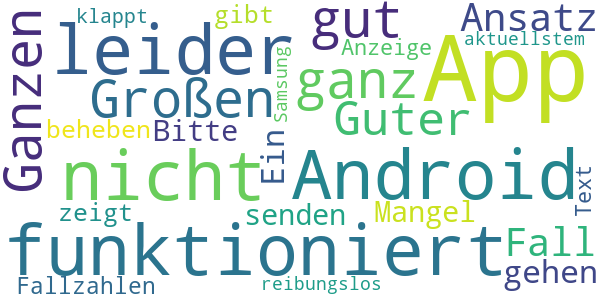 klappt gibt gut Ansatz
leider Anzeige aktuellstem
Ganzen Großen Samsung ganz App
beheben Bitte Ein Guter
nicht Android Text
zeigt senden Mangel
funktioniert Fall
Fallzahlen reibungslos gehen